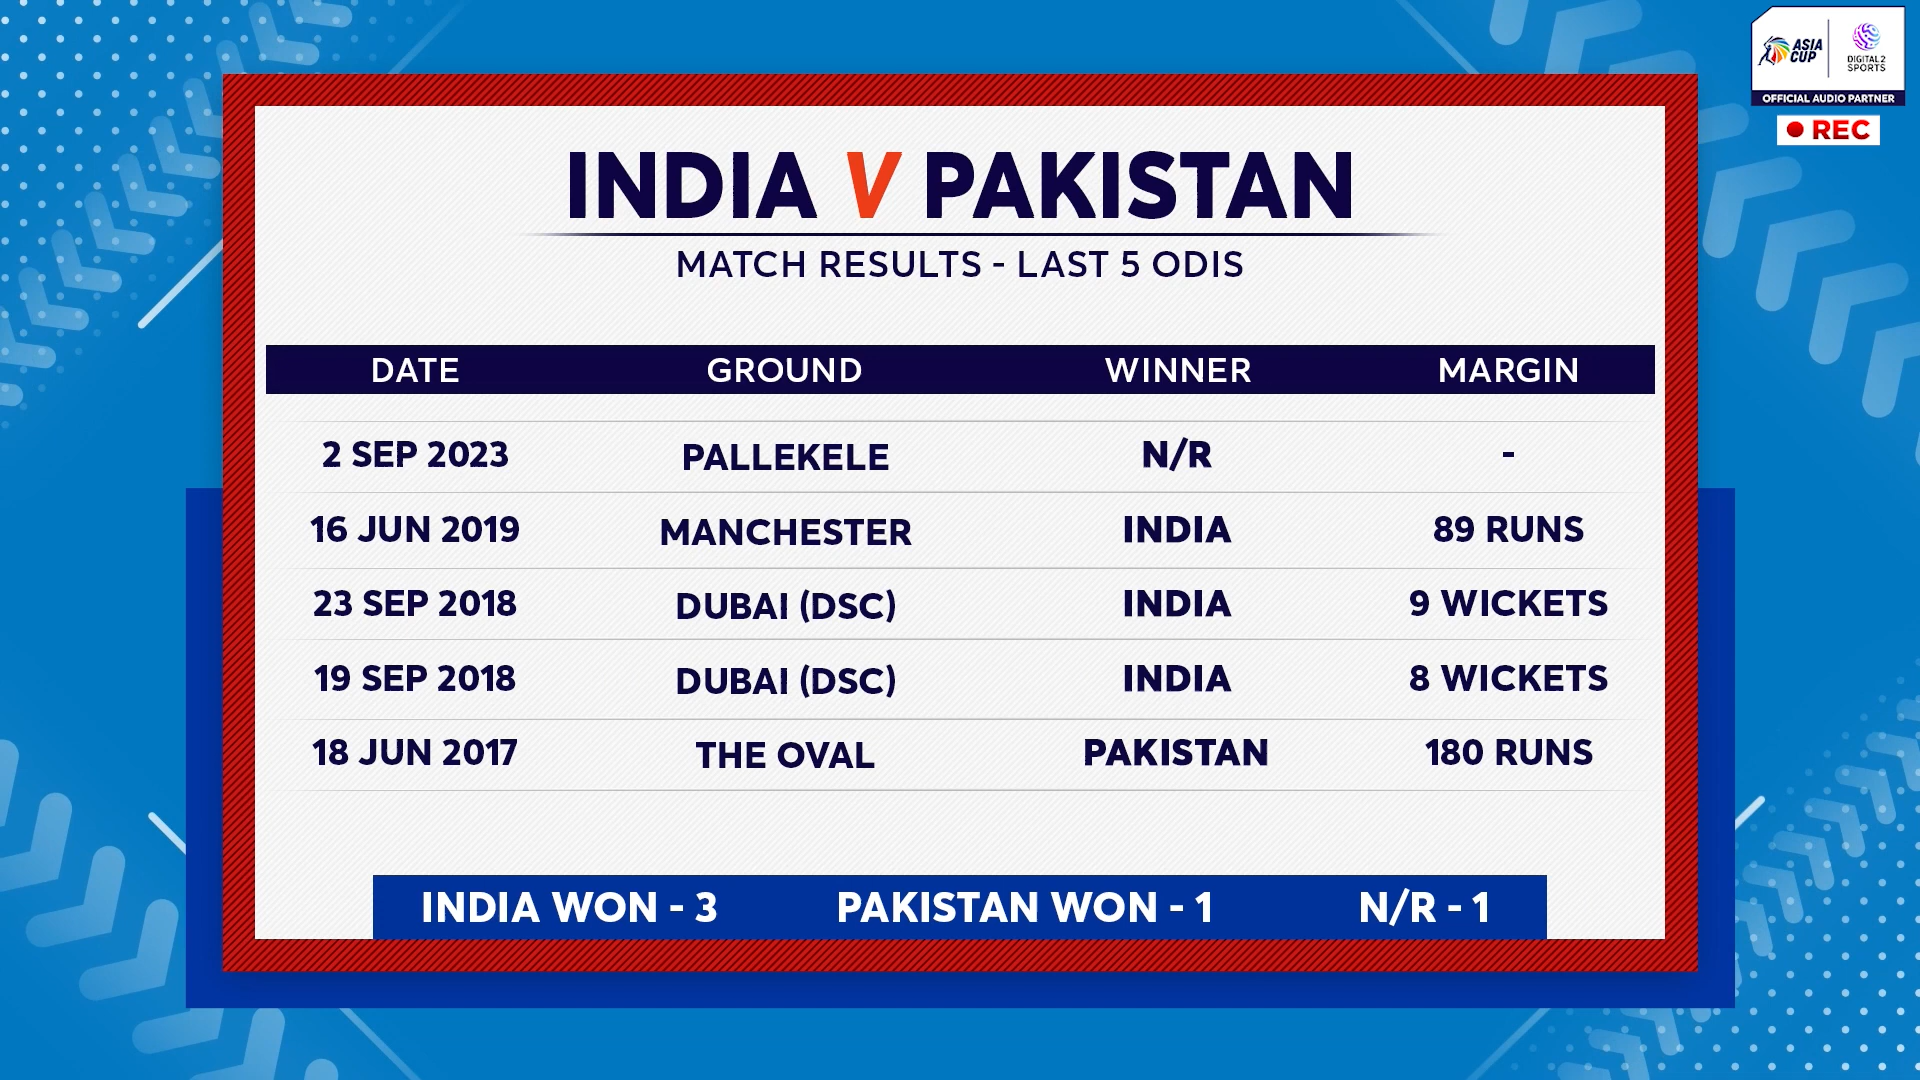 ASIA CUP
DIGITAL 2 SPORTS
OFFICIAL AUDIO PARTNER
REC
INDIA V PAKISTAN
MATCH RESULTS - LAST 5 ODIS
DATE GROUND WINNER MARGIN
2 SEP 2023 PALLEKELE N/R -
16 JUN 2019 MANCHESTER INDIA 89 RUNS
23 SEP 2018 DUBAI (DSC) INDIA 9 WICKETS
19 SEP 2018 DUBAI (DSC) INDIA 8 WICKETS
18 JUN 2017 THE OVAL PAKISTAN 180 RUNS
INDIA WON - 3 PAKISTAN WON - 1 N/R - 1